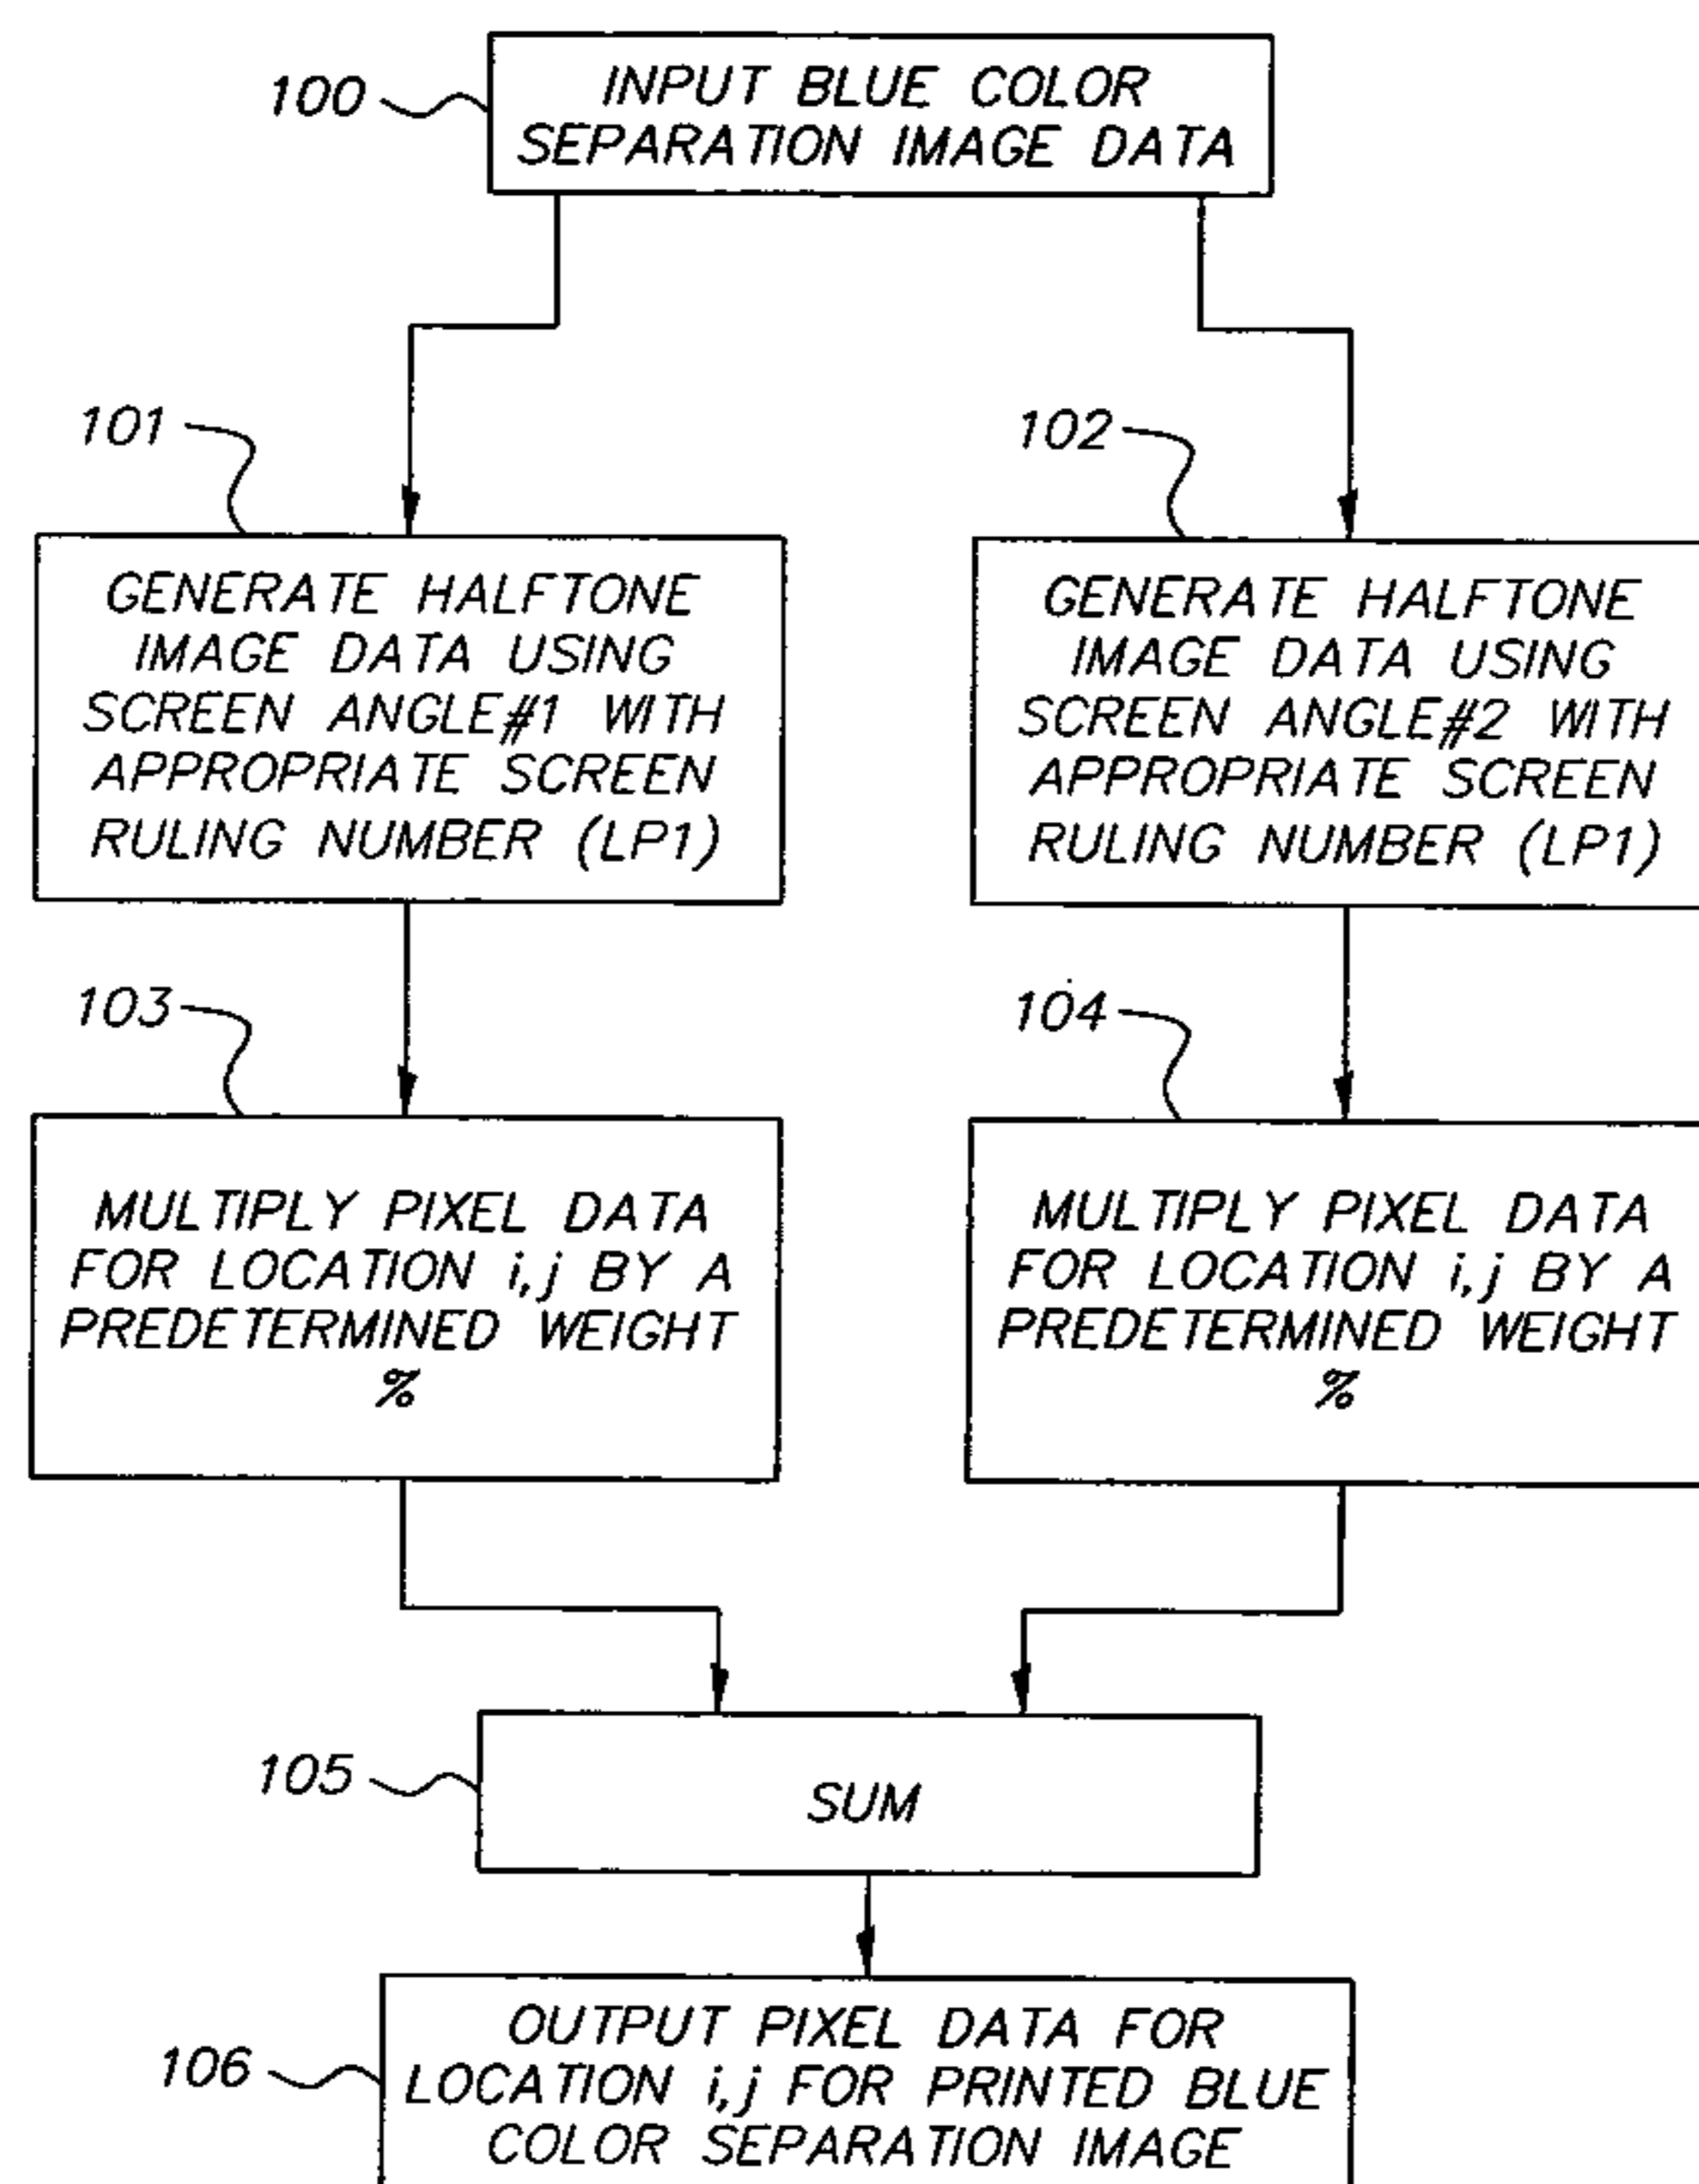 100
INPUT BLUE COLOR
SEPARATION IMAGE DATA
101
GENERATE HALFTONE
IMAGE DATA USING
SCREEN ANGLE#1 WITH
APPROPRIATE SCREEN
RULING NUMBER (LP1)
102
GENERATE HALFTONE
IMAGE DATA USING
SCREEN ANGLE#2 WITH
APPROPRIATE SCREEN
RULING NUMBER (LP1)
103
MULTIPLY PIXEL DATA
FOR LOCATION i,j BY A
PREDETERMINED WEIGHT
%
104
MULTIPLY PIXEL DATA
FOR LOCATION i,j BY A
PREDETERMINED WEIGHT
%
105
SUM
106
OUTPUT PIXEL DATA FOR
LOCATION i,j FOR PRINTED BLUE
COLOR SEPARATION IMAGE